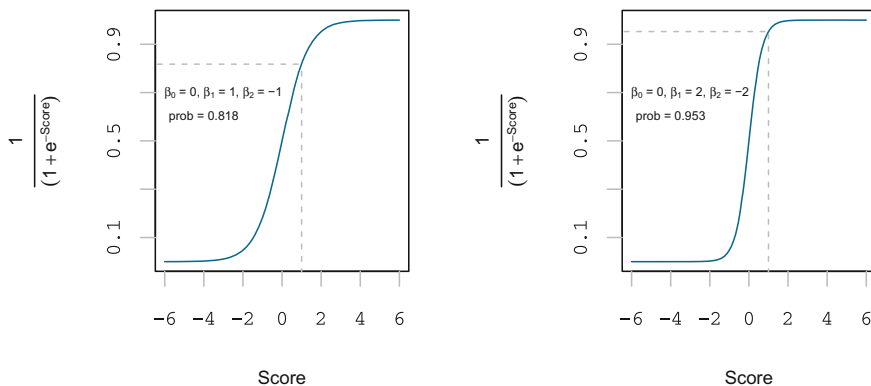 1
(1 + e^−Score)
0.9
0.5
0.1
β₀ = 0, β₁ = 1, β₂ = −1
prob = 0.818
−6 −4 −2 0 2 4 6
Score
1
(1 + e^−Score)
0.9
0.5
0.1
β₀ = 0, β₁ = 2, β₂ = −2
prob = 0.953
−6 −4 −2 0 2 4 6
Score